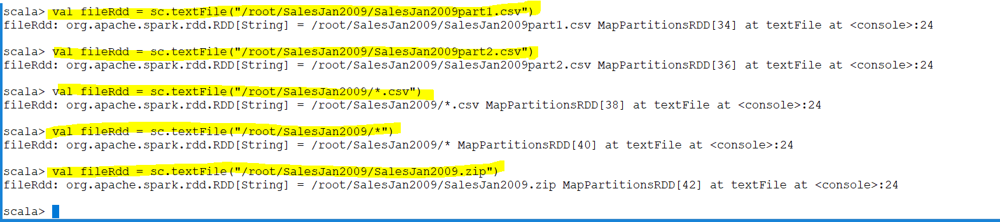 scala> val fileRdd = sc.textFile("/root/SalesJan2009/SalesJan2009part1.csv")
fileRdd: org.apache.spark.rdd.RDD[String] = /root/SalesJan2009/SalesJan2009part1.csv MapPartitionsRDD[34] at textFile at <console>:24
scala> val fileRdd = sc.textFile("/root/SalesJan2009/SalesJan2009part2.csv")
fileRdd: org.apache.spark.rdd.RDD[String] = /root/SalesJan2009/SalesJan2009part2.csv MapPartitionsRDD[36] at textFile at <console>:24
scala> val fileRdd = sc.textFile("/root/SalesJan2009/*.csv")
fileRdd: org.apache.spark.rdd.RDD[String] = /root/SalesJan2009/*.csv MapPartitionsRDD[38] at textFile at <console>:24
scala> val fileRdd = sc.textFile("/root/SalesJan2009/*")
fileRdd: org.apache.spark.rdd.RDD[String] = /root/SalesJan2009/* MapPartitionsRDD[40] at textFile at <console>:24
scala> val fileRdd = sc.textFile("/root/SalesJan2009/SalesJan2009.zip")
fileRdd: org.apache.spark.rdd.RDD[String] = /root/SalesJan2009/SalesJan2009.zip MapPartitionsRDD[42] at textFile at <console>:24
scala>